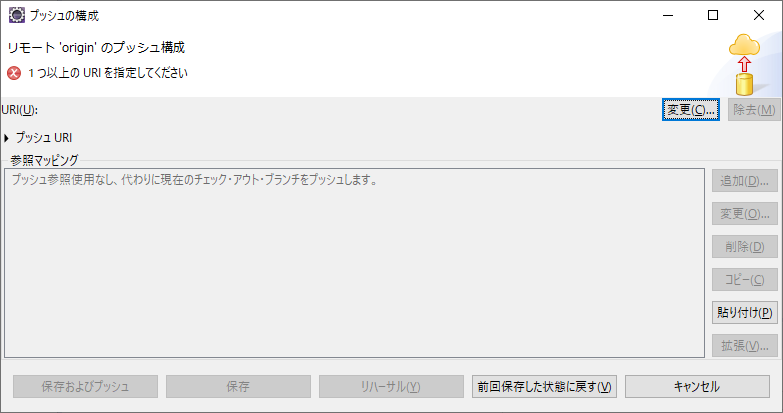 プッシュの構成
リモート 'origin' のプッシュ構成
1 つ以上の URI を指定してください
URI(U):
変更(C)...
除去(M)
プッシュ URI
参照マッピング
プッシュ参照使用なし、代わりに現在のチェック・アウト・ブランチをプッシュします。
追加(D)...
変更(O)...
削除(D)
コピー(C)
貼り付け(P)
拡張(V)...
保存およびプッシュ
保存
リハーサル(Y)
前回保存した状態に戻す(V)
キャンセル